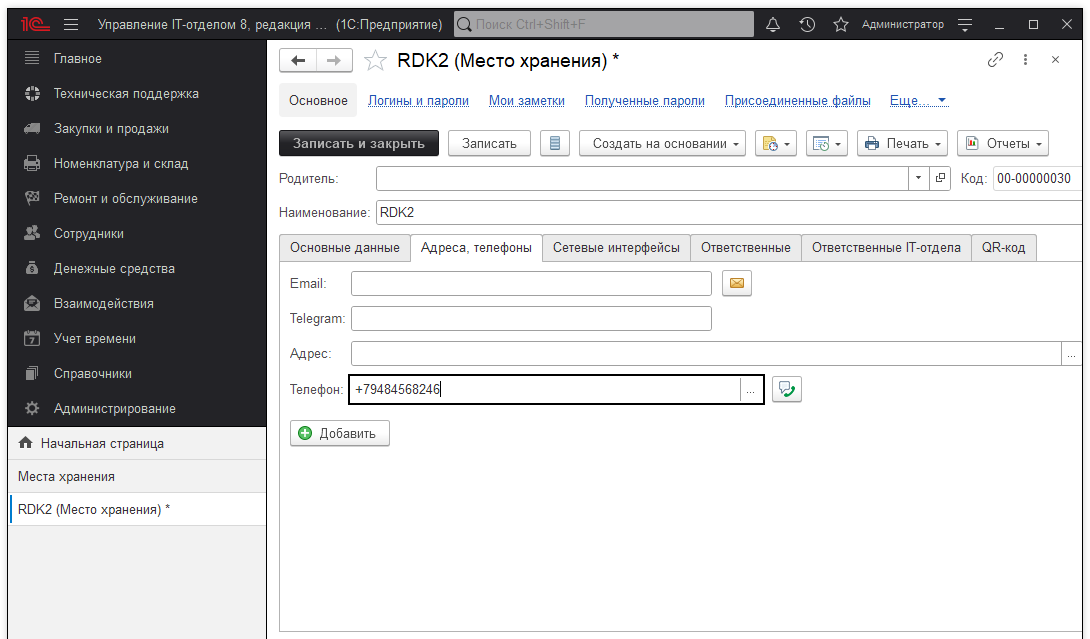 1С Управление IT-отделом 8, редакция ... (1С:Предприятие) Поиск Ctrl+Shift+F Администратор
Главное
Техническая поддержка
Закупки и продажи
Номенклатура и склад
Ремонт и обслуживание
Сотрудники
Денежные средства
Взаимодействия
7 Учет времени
Справочники
Администрирование
Начальная страница
Места хранения
RDK2 (Место хранения) *
RDK2 (Место хранения) *
Основное Логины и пароли Мои заметки Полученные пароли Присоединенные файлы Еще...
Записать и закрыть Записать Создать на основании Печать Отчеты
Родитель: Код: 00-00000030
Наименование: RDK2
Основные данные Адреса, телефоны Сетевые интерфейсы Ответственные Ответственные IT-отдела QR-код
Email:
Telegram:
Адрес: ...
Телефон: +79484568246 ...
Добавить